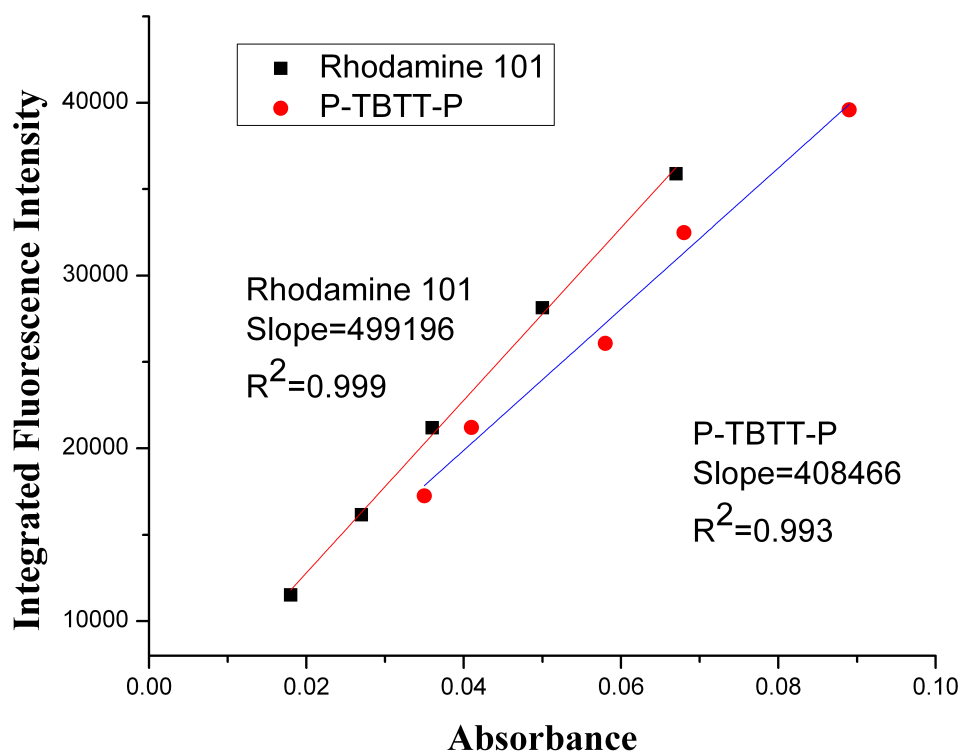 Rhodamine 101
P-TBTT-P
40000
30000
20000
10000
Integrated Fluorescence Intensity
Rhodamine 101
Slope=499196
R²=0.999
P-TBTT-P
Slope=408466
R²=0.993
0.00 0.02 0.04 0.06 0.08 0.10
Absorbance